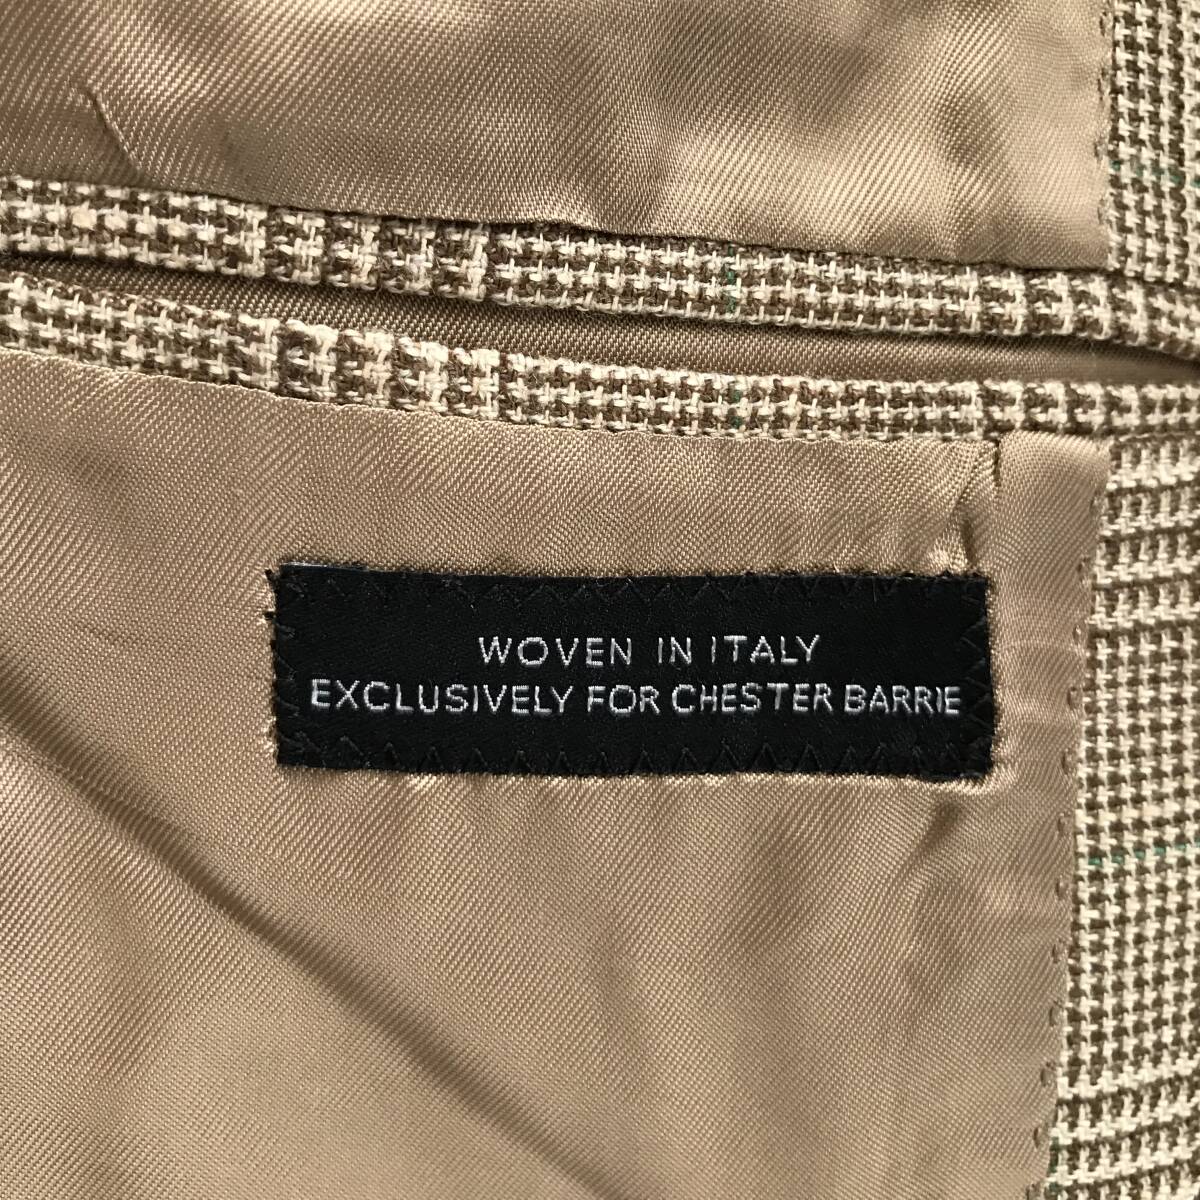 WOVEN IN ITALY
EXCLUSIVELY FOR CHESTER BARRIE